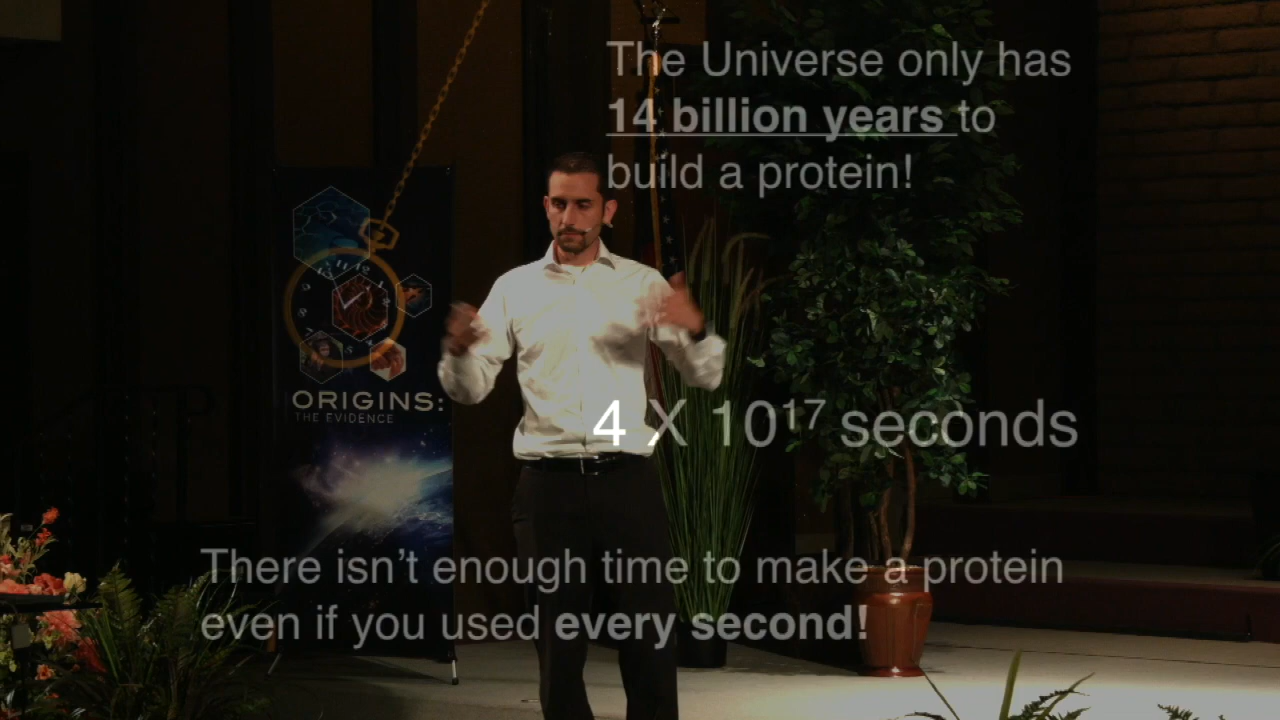 The Universe only has
14 billion years to
build a protein!
ORIGINS:
THE EVIDENCE
4 X 10¹⁷ seconds
There isn't enough time to make a protein
even if you used every second!